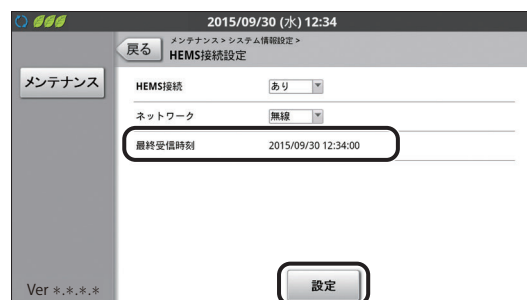 2015/09/30 (水) 12:34
戻る
メンテナンス > システム情報設定 >
HEMS接続設定
メンテナンス
HEMS接続 あり
ネットワーク 無線
最終受信時刻 2015/09/30 12:34:00
設定
Ver *.*.*.*